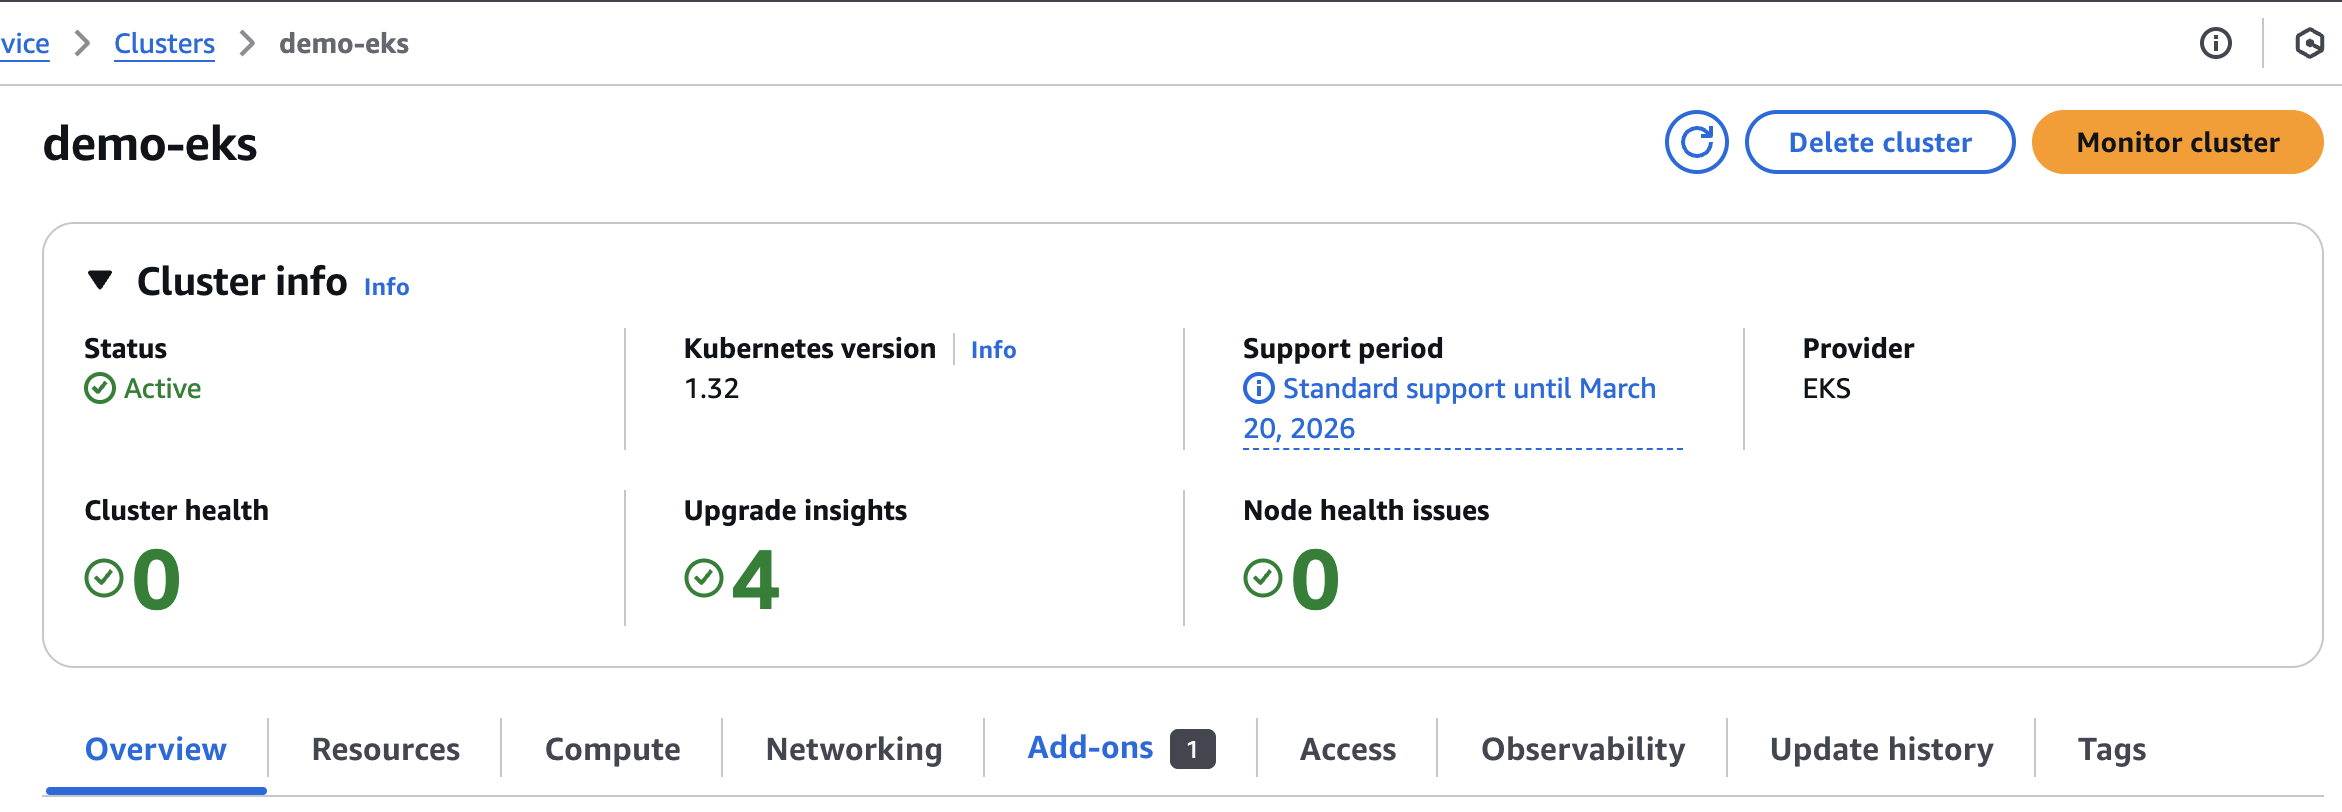 vice > Clusters > demo-eks
demo-eks
Delete cluster
Monitor cluster
Cluster info Info
Status
Active
Kubernetes version Info
1.32
Support period
Standard support until March
20, 2026
Provider
EKS
Cluster health
0
Upgrade insights
4
Node health issues
0
Overview Resources Compute Networking Add-ons 1 Access Observability Update history Tags